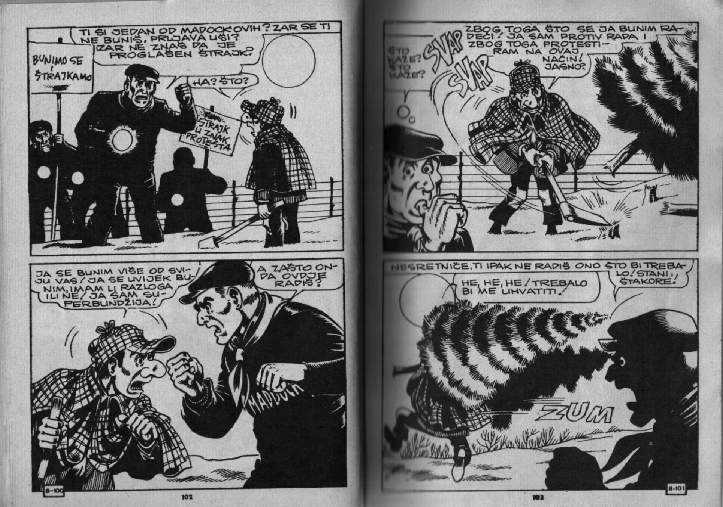 TI SI JEDAN OD MADOCKOVIH? ZAR SE TI
NE BUNIŠ, PRLJAVA UŠI?
IZAR NE ZNAŠ DA JE
PROGLAŠEN ŠTRAJK?
BUNIMO SE
I
ŠTRAJKAMO
HA? ŠTO?
ŠTRAJK
U ZNAK
PROTESTA
JA SE BUNIM VIŠE OD SVI-
JU VAS! JA SE UVIJEK BU-
NIM, IMAM LI RAZLOGA
ILI NE! JA SAM SU-
PERBUNDŽIJA!
A ZAŠTO ON-
DA OVDJE
RADIŠ?
MADDOCK
B-100
102
ŠTO
KAŽE?
ŠTO
KAŽE?
SVAP
SVAP
ZBOG TOGA ŠTO SE JA BUNIM RA-
DEĆI! JA SAM PROTIV RADA I
ZBOG TOGA PROTESTI-
RAM NA OVAJ
NAČIN!
JASNO?
NESRETNIČE, TI IPAK NE RADIŠ ONO ŠTO BI TREBA-
LO! STANI,
ŠTAKORE!
HE, HE, HE! TREBALO
BI ME UHVATITI!
ZUM
103
B-101